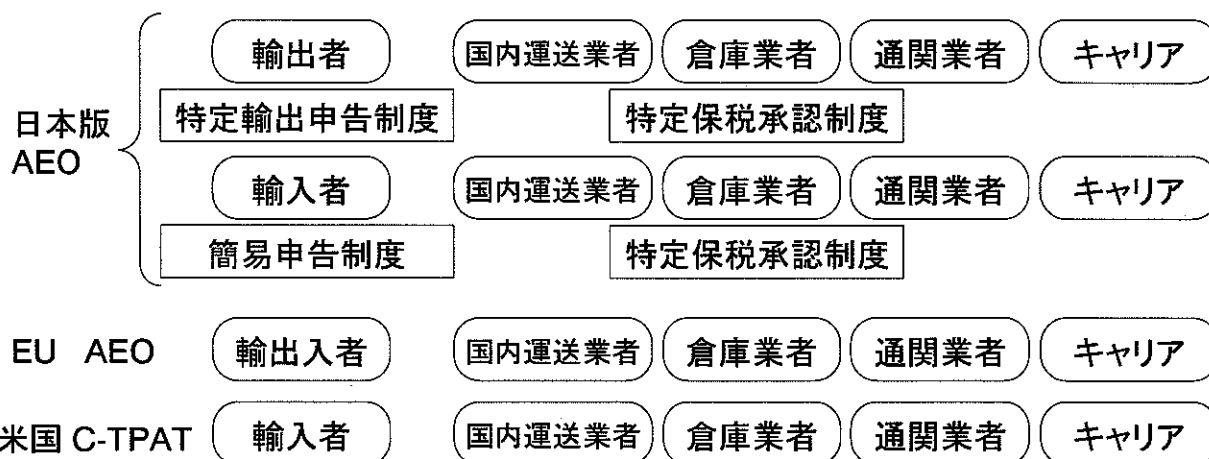 輸出者 国内運送業者 倉庫業者 通関業者 キャリア
特定輸出申告制度 特定保税承認制度
日本版
AEO
輸入者 国内運送業者 倉庫業者 通関業者 キャリア
簡易申告制度 特定保税承認制度
EU AEO 輸出入者 国内運送業者 倉庫業者 通関業者 キャリア
米国 C-TPAT 輸入者 国内運送業者 倉庫業者 通関業者 キャリア